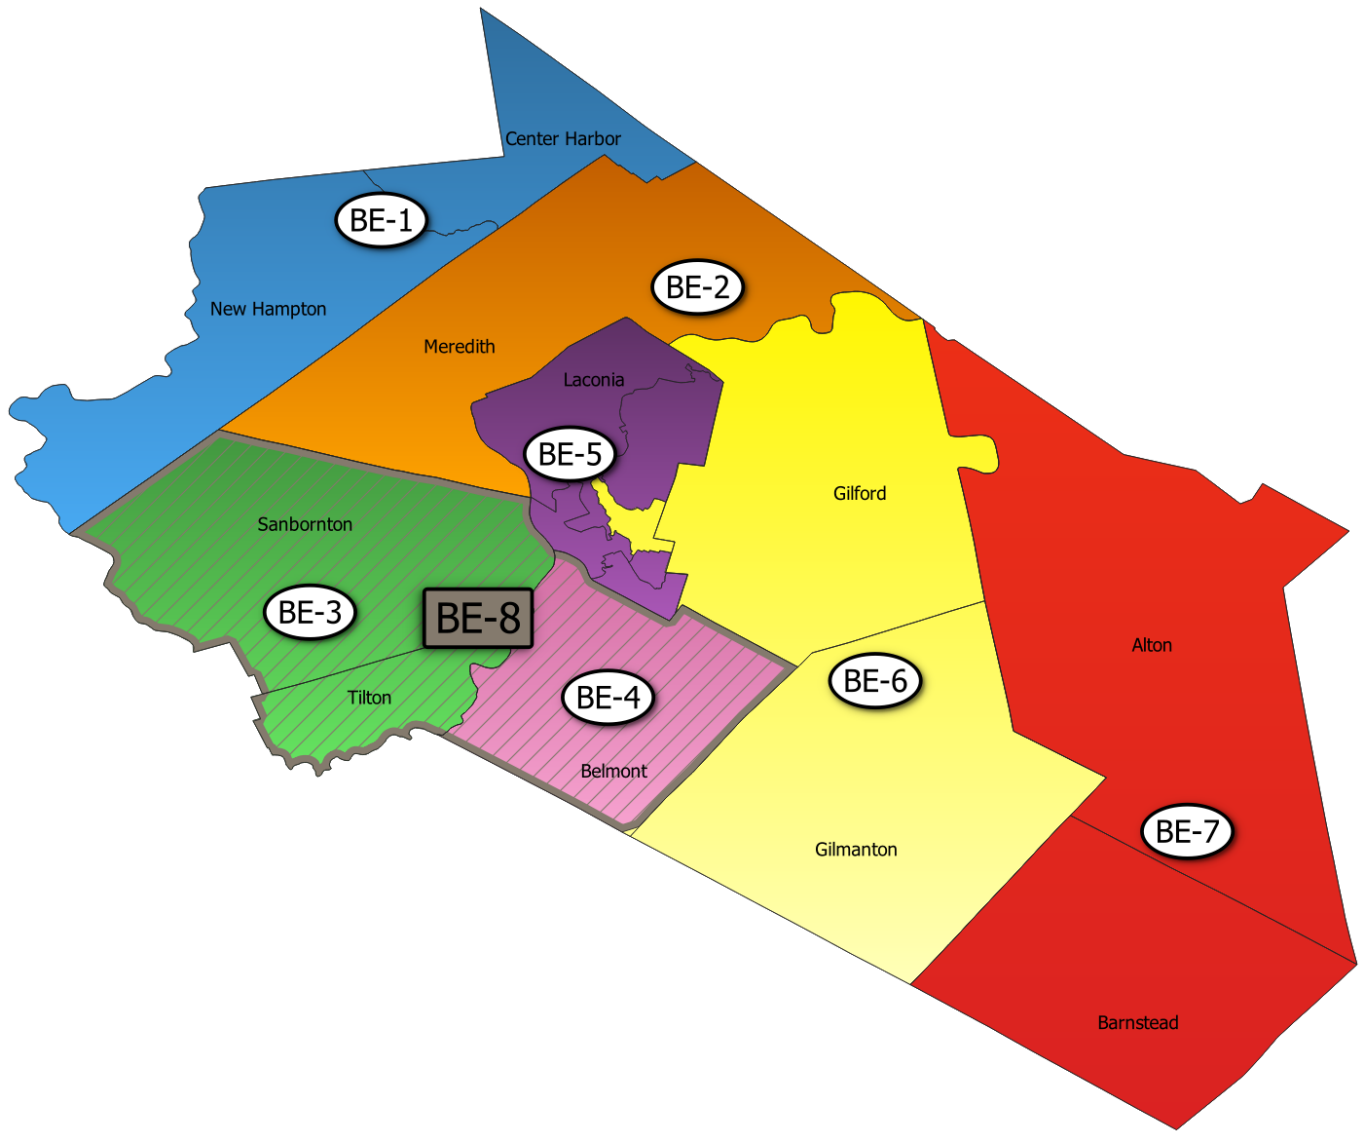 Center Harbor
BE-1
BE-2
New Hampton
Meredith
Laconia
BE-5
Gilford
Sanbornton
BE-3
BE-8
Alton
BE-6
Tilton
BE-4
Belmont
BE-7
Gilmanton
Barnstead